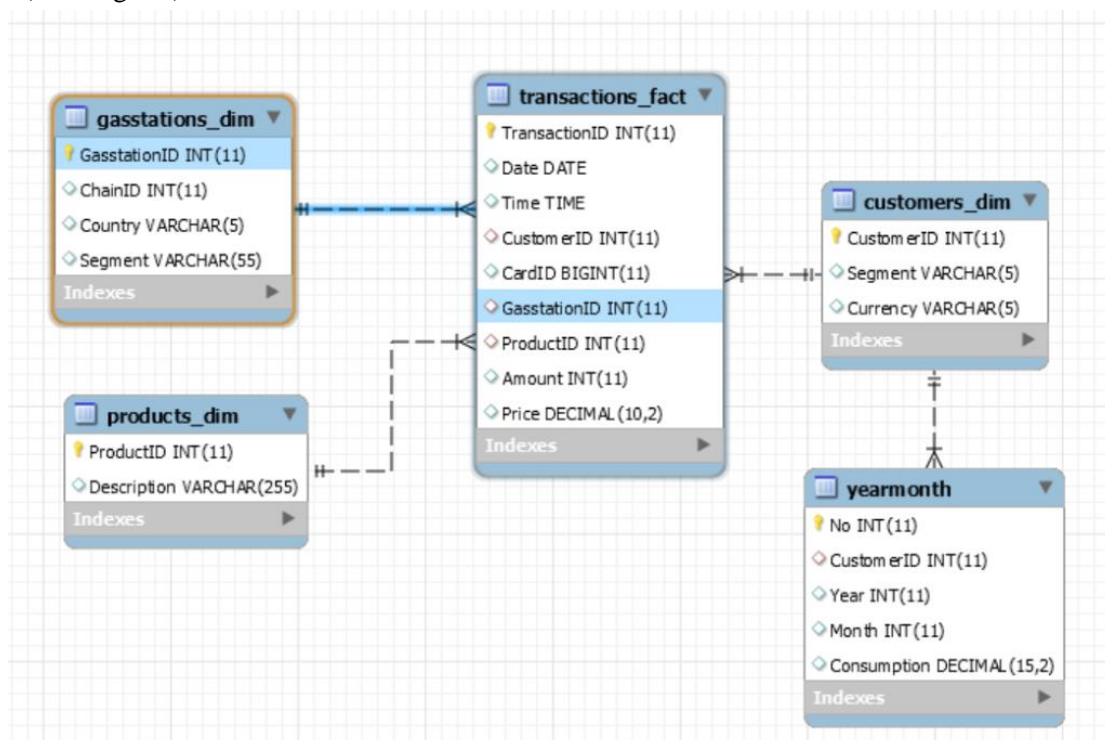 gasstations_dim
GasstationID INT(11)
ChainID INT(11)
Country VARCHAR(5)
Segment VARCHAR(55)
Indexes
products_dim
ProductID INT(11)
Description VARCHAR(255)
Indexes
transactions_fact
TransactionID INT(11)
Date DATE
Time TIME
CustomerID INT(11)
CardID BIGINT(11)
GasstationID INT(11)
ProductID INT(11)
Amount INT(11)
Price DECIMAL(10,2)
Indexes
customers_dim
CustomerID INT(11)
Segment VARCHAR(5)
Currency VARCHAR(5)
Indexes
yearmonth
No INT(11)
CustomerID INT(11)
Year INT(11)
Month INT(11)
Consumption DECIMAL(15,2)
Indexes